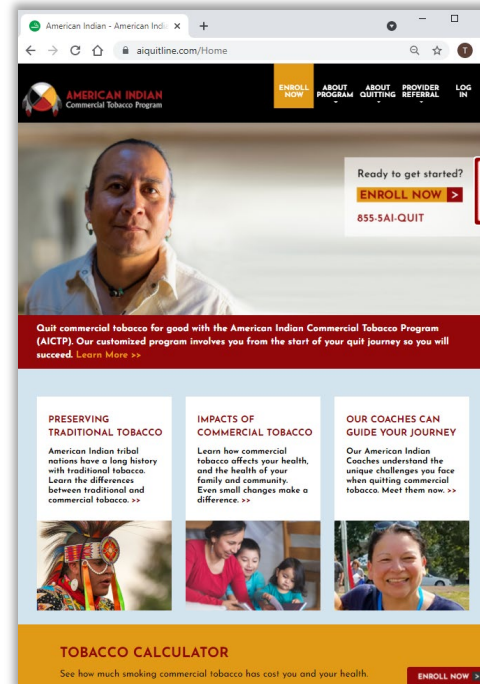 American Indian - American Indi
aiquitline.com/Home
T
AMERICAN INDIAN
Commercial Tobacco Program
ENROLL
NOW
ABOUT
PROGRAM
ABOUT
QUITTING
PROVIDER
REFERRAL
LOG
IN
Ready to get started?
ENROLL NOW >
855-5AI-QUIT
Quit commercial tobacco for good with the American Indian Commercial Tobacco Program
(AICTP). Our customized program involves you from the start of your quit journey so you will
succeed. Learn More >>
PRESERVING
TRADITIONAL TOBACCO
American Indian tribal
nations have a long history
with traditional tobacco.
Learn the differences
between traditional and
commercial tobacco. >>
IMPACTS OF
COMMERCIAL TOBACCO
Learn how commercial
tobacco affects your health,
and the health of your
family and community.
Even small changes make a
difference. >>
OUR COACHES CAN
GUIDE YOUR JOURNEY
Our American Indian
Coaches understand the
unique challenges you face
when quitting commercial
tobacco. Meet them now. >>
TOBACCO CALCULATOR
See how much smoking commercial tobacco has cost you and your health.
ENROLL NOW >